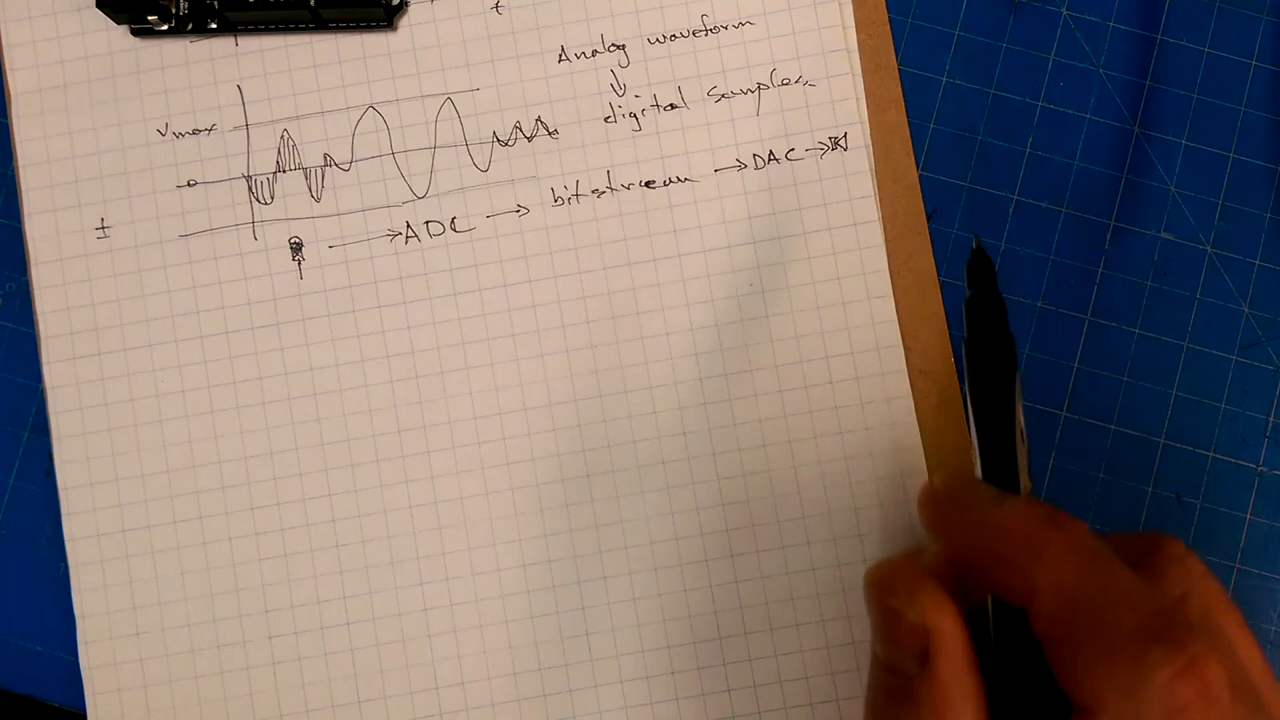 t
Analog waveform
↓
digital samples
Vmax
0
±
→ ADC → bitstream → DAC →